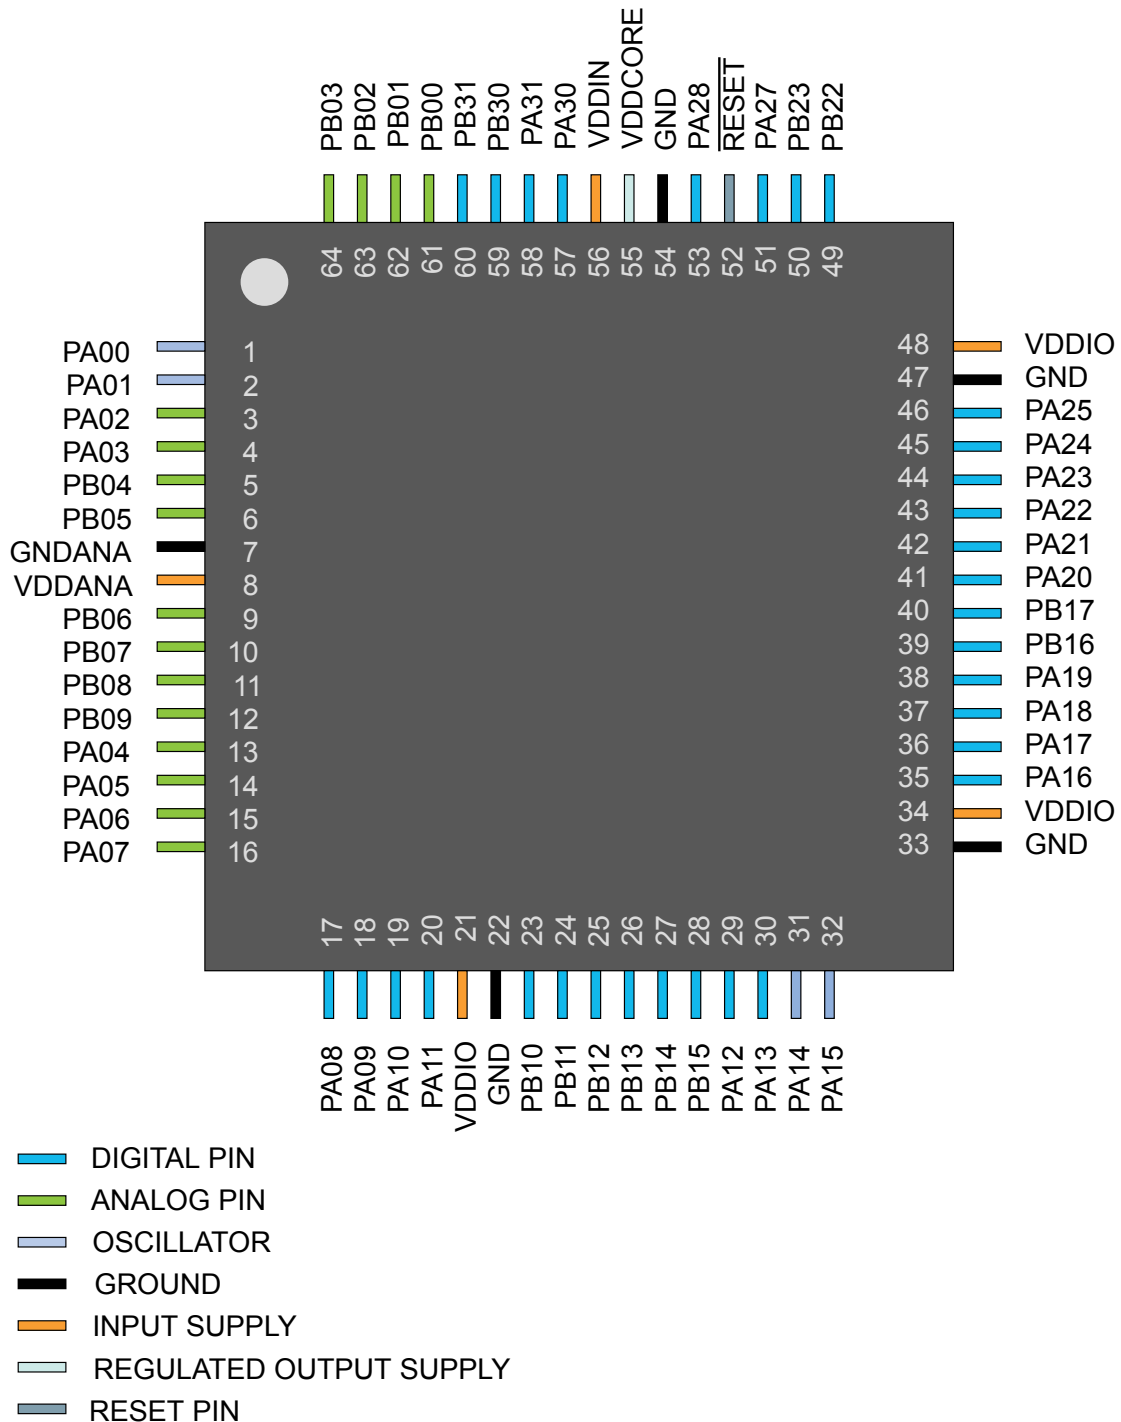 PB03
PB02
PB01
PB00
PB31
PB30
PA31
PA30
VDDIN
VDDCORE
GND
PA28
RESET
PA27
PB23
PB22
64
63
62
61
60
59
58
57
56
55
54
53
52
51
50
49
PA00 1
PA01 2
PA02 3
PA03 4
PB04 5
PB05 6
GNDANA 7
VDDANA 8
PB06 9
PB07 10
PB08 11
PB09 12
PA04 13
PA05 14
PA06 15
PA07 16
48 VDDIO
47 GND
46 PA25
45 PA24
44 PA23
43 PA22
42 PA21
41 PA20
40 PB17
39 PB16
38 PA19
37 PA18
36 PA17
35 PA16
34 VDDIO
33 GND
17
18
19
20
21
22
23
24
25
26
27
28
29
30
31
32
PA08
PA09
PA10
PA11
VDDIO
GND
PB10
PB11
PB12
PB13
PB14
PB15
PA12
PA13
PA14
PA15
DIGITAL PIN
ANALOG PIN
OSCILLATOR
GROUND
INPUT SUPPLY
REGULATED OUTPUT SUPPLY
RESET PIN